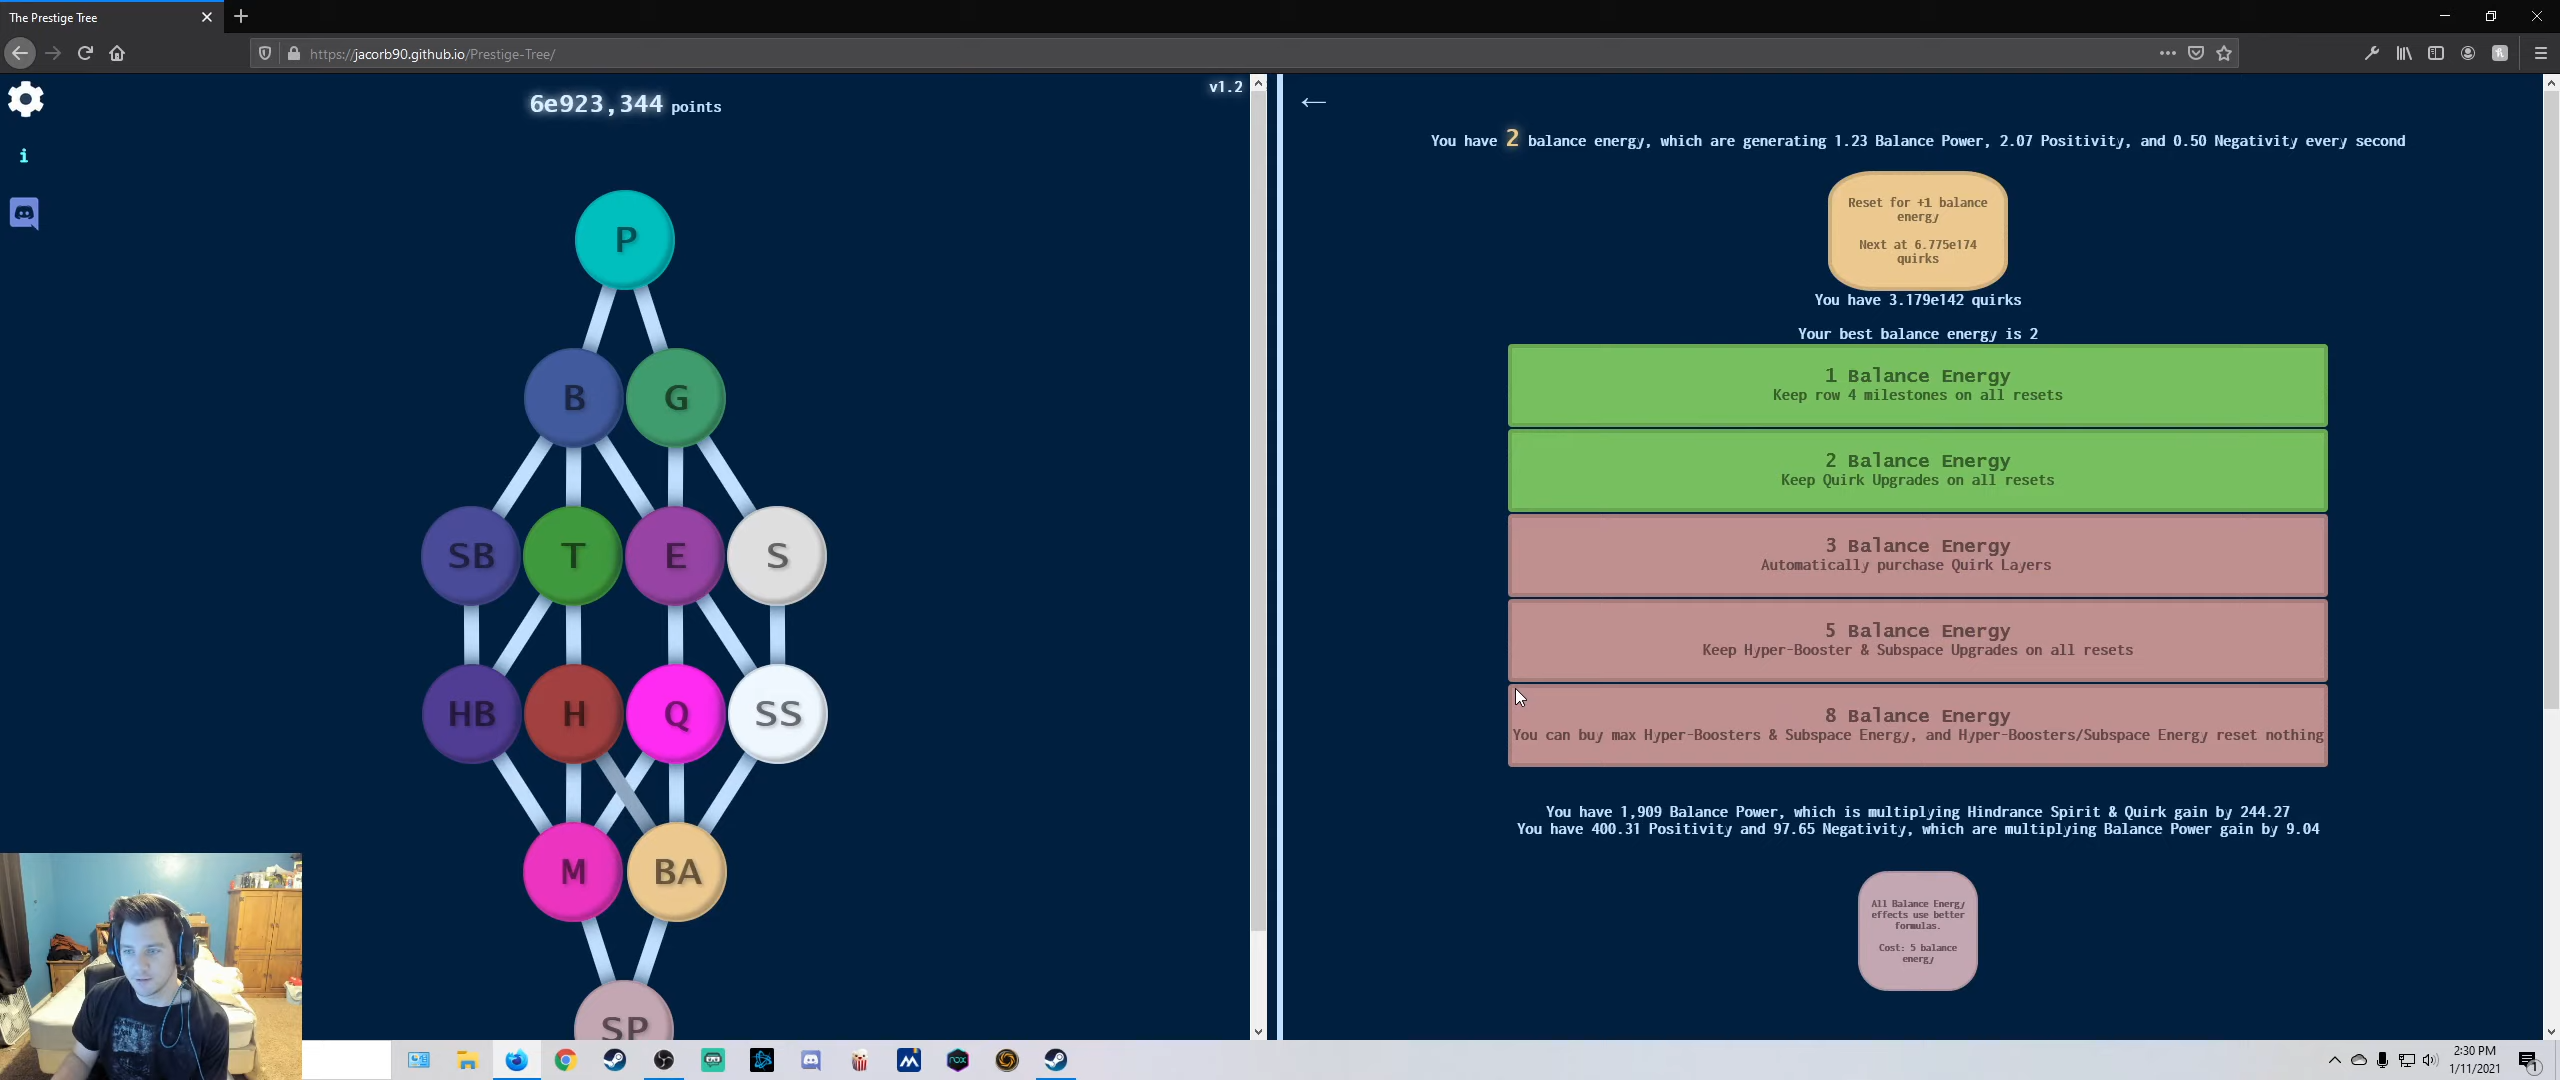 The Prestige Tree
https://jacorb90.github.io/Prestige-Tree/
v1.2
6e923,344 points
P
B
G
SB
T
E
S
HB
H
Q
SS
M
BA
SP
You have 2 balance energy, which are generating 1.23 Balance Power, 2.07 Positivity, and 0.50 Negativity every second
Reset for +1 balance
energy
Next at 6.775e174
quirks
You have 3.179e142 quirks
Your best balance energy is 2
1 Balance Energy
Keep row 4 milestones on all resets
2 Balance Energy
Keep Quirk Upgrades on all resets
3 Balance Energy
Automatically purchase Quirk Layers
5 Balance Energy
Keep Hyper-Booster & Subspace Upgrades on all resets
8 Balance Energy
You can buy max Hyper-Boosters & Subspace Energy, and Hyper-Boosters/Subspace Energy reset nothing
You have 1,909 Balance Power, which is multiplying Hindrance Spirit & Quirk gain by 244.27
You have 400.31 Positivity and 97.65 Negativity, which are multiplying Balance Power gain by 9.04
All Balance Energy
effects use better
formulas.
Cost: 5 balance
energy
nox
2:30 PM
1/11/2021
1